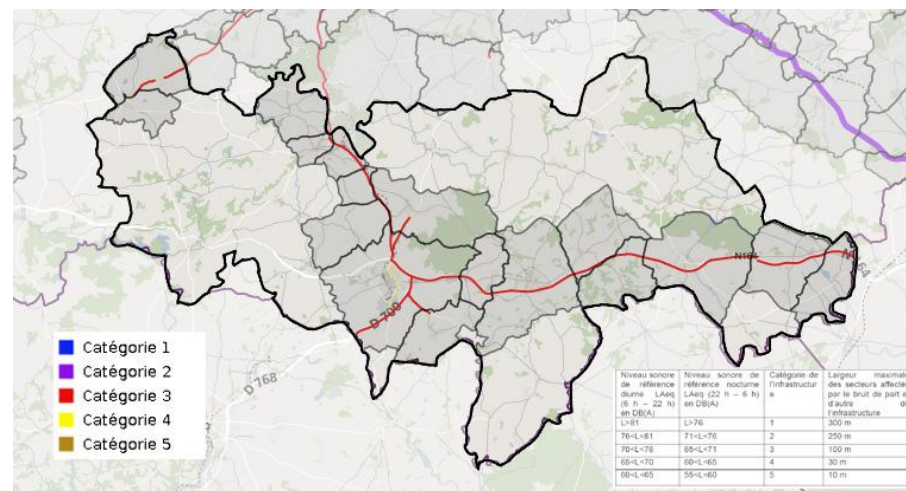 N164
N 164
D 700
D 768
Catégorie 1
Catégorie 2
Catégorie 3
Catégorie 4
Catégorie 5
Niveau sonore de référence diurne LAeq (6 h – 22 h) en DB(A)
Niveau sonore de référence nocturne LAeq (22 h – 6 h) en DB(A)
Catégorie de l'infrastructur e
Largeur maximale des secteurs affectés par le bruit de part et d'autre de l'infrastructure
L>81 L>76 1 300 m
76<L<81 71<L<76 2 250 m
70<L<76 65<L<71 3 100 m
65<L<70 60<L<65 4 30 m
60<L<65 55<L<60 5 10 m